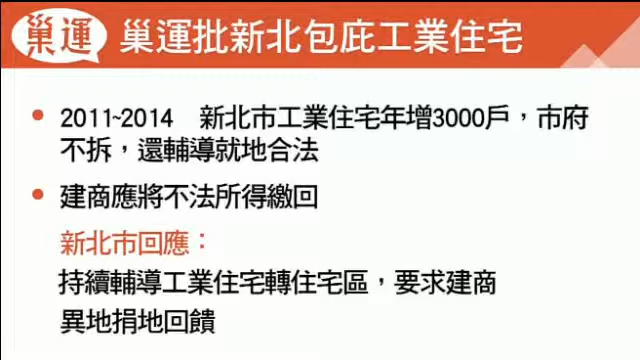 巢運 巢運批新北包庇工業住宅
2011~2014 新北市工業住宅年增3000戶，市府
不拆，還輔導就地合法
建商應將不法所得繳回
新北市回應：
持續輔導工業住宅轉住宅區，要求建商
異地捐地回饋